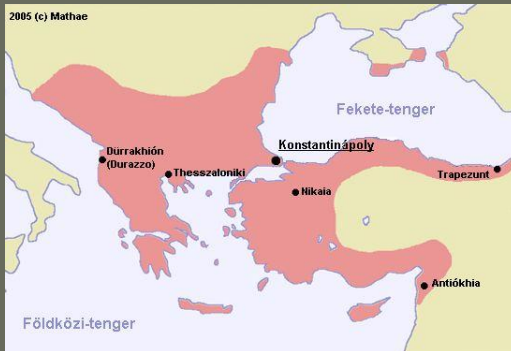 2005 (c) Mathae
Fekete-tenger
Konstantinápoly
Dürrakhión
(Durazzo)
Thesszaloniki
Trapezunt
Nikaia
Antiókhia
Földközi-tenger